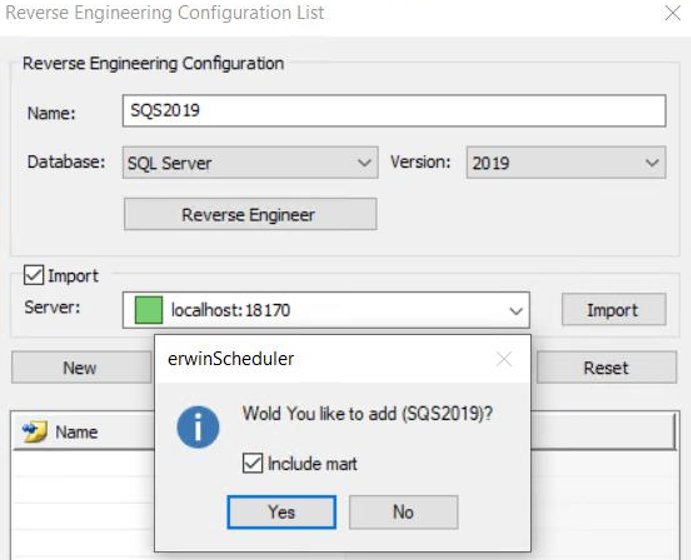 Reverse Engineering Configuration List
Reverse Engineering Configuration
Name: SQS2019
Database: SQL Server Version: 2019
Reverse Engineer
Import
Server: localhost:18170 Import
New Reset
erwinScheduler
Wold You like to add (SQS2019)?
Include mart
Yes No
Name